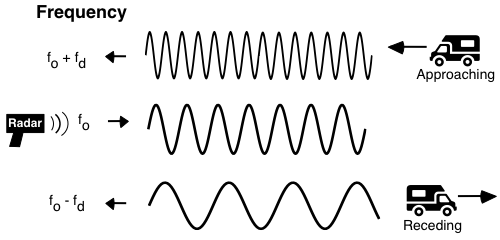 Frequency
fo + fd
Approaching
Radar
fo
fo - fd
Receding